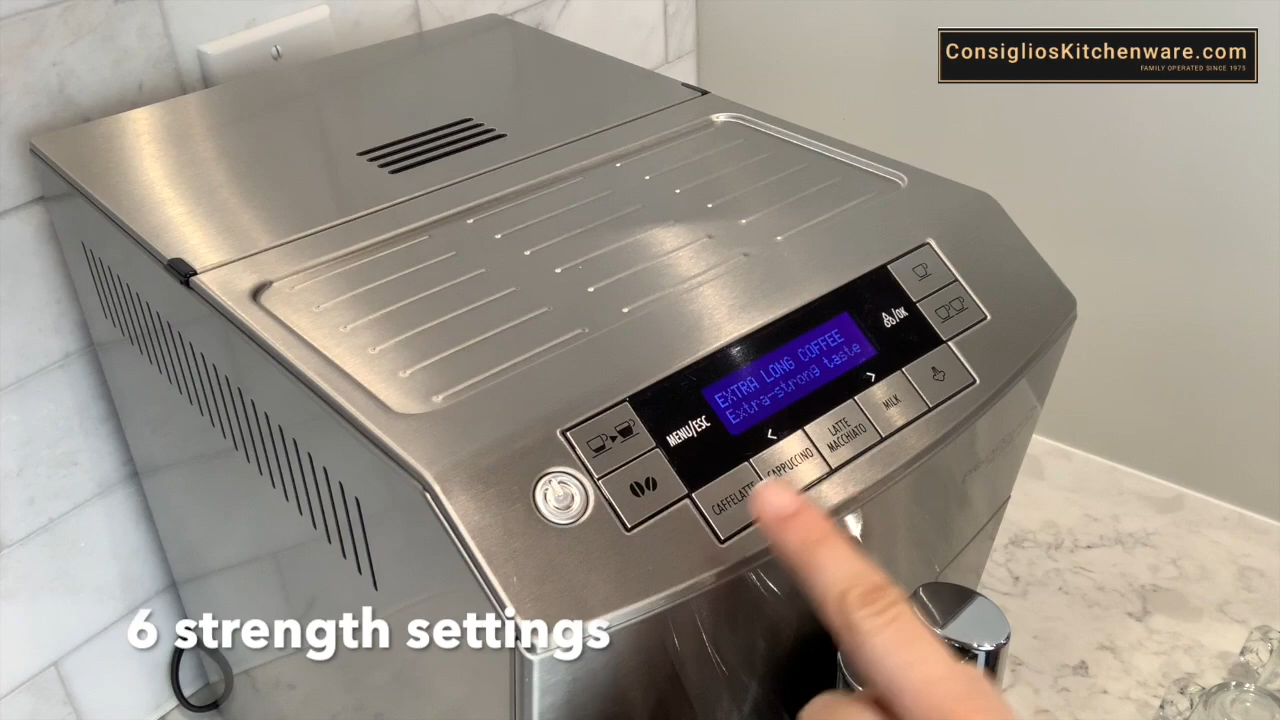 ConsigliosKitchenware.com
FAMILY OPERATED SINCE 1975
EXTRA LONG COFFEE
Extra-strong taste
/OK
MENU/ESC
<
>
CAFFELATTE
CAPPUCCINO
LATTE
MACCHIATO
MILK
6 strength settings